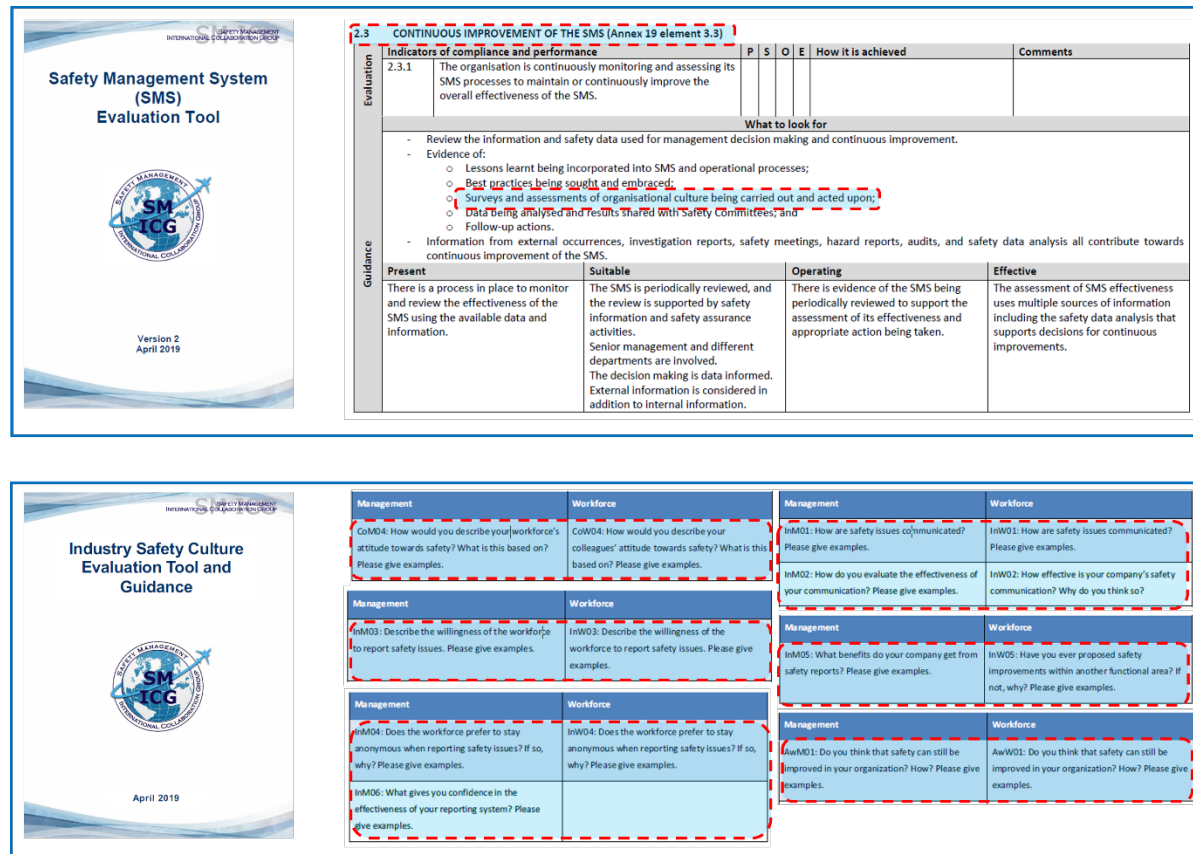 SAFETY MANAGEMENT
INTERNATIONAL COLLABORATION GROUP
SM ICG
Safety Management System
(SMS)
Evaluation Tool
SAFETY MANAGEMENT
SM
ICG
INTERNATIONAL COLLABORATION GROUP
Version 2
April 2019
2.3 CONTINUOUS IMPROVEMENT OF THE SMS (Annex 19 element 3.3)
Evaluation
Indicators of compliance and performance P S O E How it is achieved Comments
2.3.1 The organisation is continuously monitoring and assessing its
SMS processes to maintain or continuously improve the
overall effectiveness of the SMS.
What to look for
Guidance
- Review the information and safety data used for management decision making and continuous improvement.
- Evidence of:
o Lessons learnt being incorporated into SMS and operational processes;
o Best practices being sought and embraced;
o Surveys and assessments of organisational culture being carried out and acted upon;
o Data being analysed and results shared with Safety Committees; and
o Follow-up actions.
- Information from external occurrences, investigation reports, safety meetings, hazard reports, audits, and safety data analysis all contribute towards
continuous improvement of the SMS.
Present
There is a process in place to monitor
and review the effectiveness of the
SMS using the available data and
information.
Suitable
The SMS is periodically reviewed, and
the review is supported by safety
information and safety assurance
activities.
Senior management and different
departments are involved.
The decision making is data informed.
External information is considered in
addition to internal information.
Operating
There is evidence of the SMS being
periodically reviewed to support the
assessment of its effectiveness and
appropriate action being taken.
Effective
The assessment of SMS effectiveness
uses multiple sources of information
including the safety data analysis that
supports decisions for continuous
improvements.
SAFETY MANAGEMENT
INTERNATIONAL COLLABORATION GROUP
SM ICG
Industry Safety Culture
Evaluation Tool and
Guidance
SAFETY MANAGEMENT
SM
ICG
INTERNATIONAL COLLABORATION GROUP
April 2019
Management
CoM04: How would you describe your workforce's
attitude towards safety? What is this based on?
Please give examples.
Workforce
CoW04: How would you describe your
colleagues' attitude towards safety? What is this
based on? Please give examples.
Management
InM03: Describe the willingness of the workforce
to report safety issues. Please give examples.
Workforce
InW03: Describe the willingness of the
workforce to report safety issues. Please give
examples.
Management
InM04: Does the workforce prefer to stay
anonymous when reporting safety issues? If so,
why? Please give examples.
InM06: What gives you confidence in the
effectiveness of your reporting system? Please
give examples.
Workforce
InW04: Does the workforce prefer to stay
anonymous when reporting safety issues? If so,
why? Please give examples.
Management
InM01: How are safety issues communicated?
Please give examples.
InM02: How do you evaluate the effectiveness of
your communication? Please give examples.
Workforce
InW01: How are safety issues communicated?
Please give examples.
InW02: How effective is your company's safety
communication? Why do you think so?
Management
InM05: What benefits do your company get from
safety reports? Please give examples.
Workforce
InW05: Have you ever proposed safety
improvements within another functional area? If
not, why? Please give examples.
Management
AwM01: Do you think that safety can still be
improved in your organization? How? Please give
examples.
Workforce
AwW01: Do you think that safety can still be
improved in your organization? How? Please give
examples.